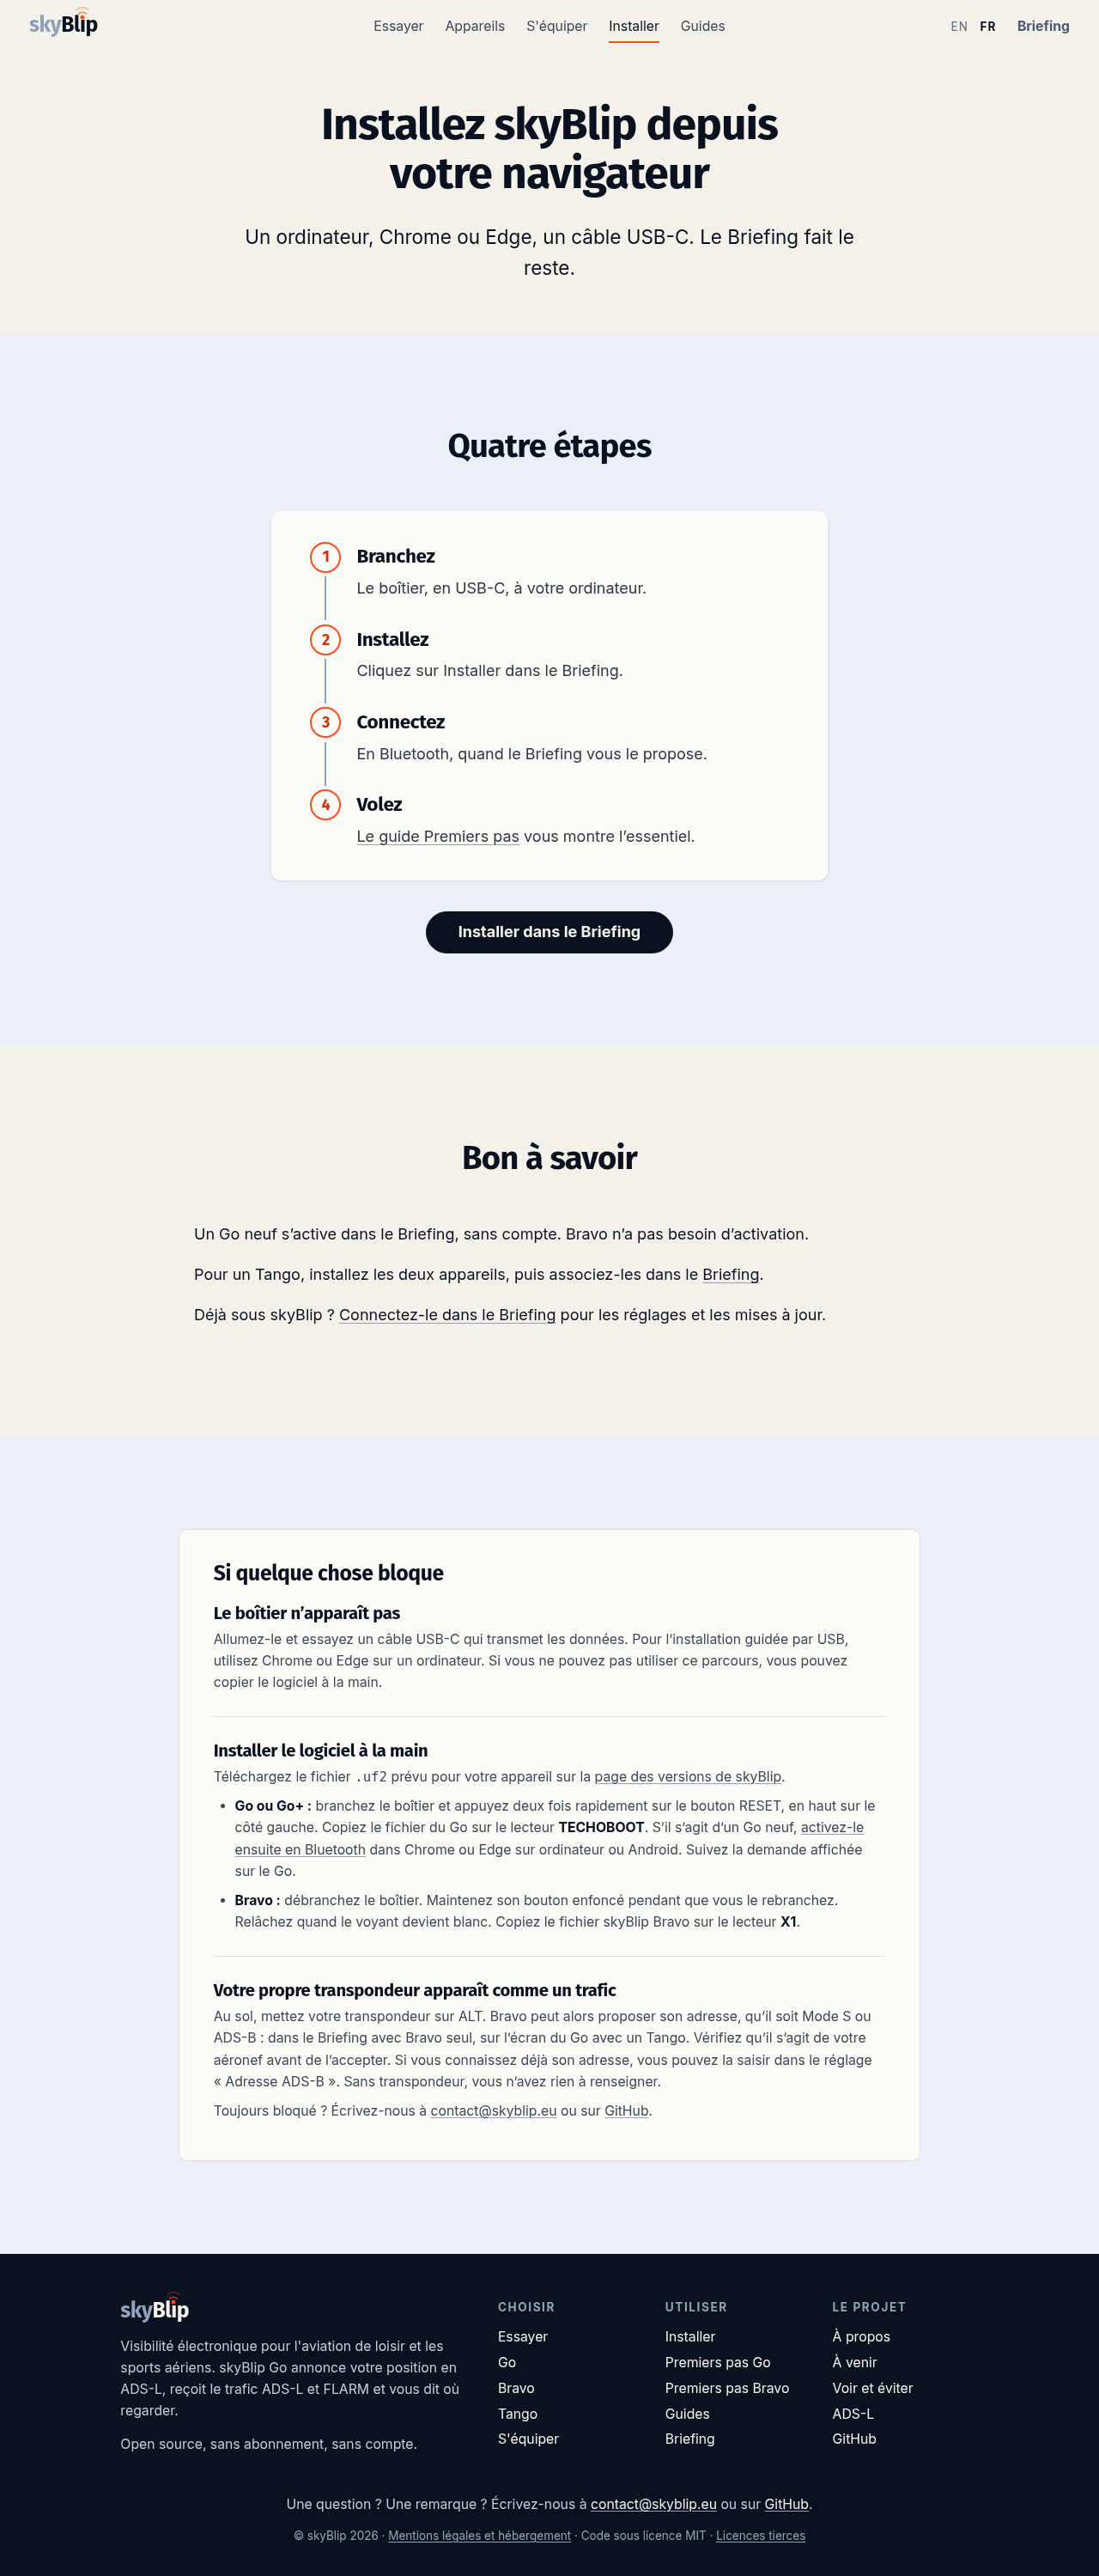 skyBlip
Essayer Appareils S'équiper Installer Guides
EN FR Briefing
Installez skyBlip depuis
votre navigateur
Un ordinateur, Chrome ou Edge, un câble USB-C. Le Briefing fait le
reste.
Quatre étapes
1 Branchez
Le boîtier, en USB-C, à votre ordinateur.
2 Installez
Cliquez sur Installer dans le Briefing.
3 Connectez
En Bluetooth, quand le Briefing vous le propose.
4 Volez
Le guide Premiers pas vous montre l’essentiel.
Installer dans le Briefing
Bon à savoir
Un Go neuf s’active dans le Briefing, sans compte. Bravo n’a pas besoin d’activation.
Pour un Tango, installez les deux appareils, puis associez-les dans le Briefing.
Déjà sous skyBlip ? Connectez-le dans le Briefing pour les réglages et les mises à jour.
Si quelque chose bloque
Le boîtier n’apparaît pas
Allumez-le et essayez un câble USB-C qui transmet les données. Pour l’installation guidée par USB,
utilisez Chrome ou Edge sur un ordinateur. Si vous ne pouvez pas utiliser ce parcours, vous pouvez
copier le logiciel à la main.
Installer le logiciel à la main
Téléchargez le fichier .uf2 prévu pour votre appareil sur la page des versions de skyBlip.
• Go ou Go+ : branchez le boîtier et appuyez deux fois rapidement sur le bouton RESET, en haut sur le
côté gauche. Copiez le fichier du Go sur le lecteur TECHOBOOT. S’il s’agit d’un Go neuf, activez-le
ensuite en Bluetooth dans Chrome ou Edge sur ordinateur ou Android. Suivez la demande affichée
sur le Go.
• Bravo : débranchez le boîtier. Maintenez son bouton enfoncé pendant que vous le rebranchez.
Relâchez quand le voyant devient blanc. Copiez le fichier skyBlip Bravo sur le lecteur X1.
Votre propre transpondeur apparaît comme un trafic
Au sol, mettez votre transpondeur sur ALT. Bravo peut alors proposer son adresse, qu’il soit Mode S ou
ADS-B : dans le Briefing avec Bravo seul, sur l’écran du Go avec un Tango. Vérifiez qu’il s’agit de votre
aéronef avant de l’accepter. Si vous connaissez déjà son adresse, vous pouvez la saisir dans le réglage
« Adresse ADS-B ». Sans transpondeur, vous n’avez rien à renseigner.
Toujours bloqué ? Écrivez-nous à contact@skyblip.eu ou sur GitHub.
skyBlip
Visibilité électronique pour l'aviation de loisir et les
sports aériens. skyBlip Go annonce votre position en
ADS-L, reçoit le trafic ADS-L et FLARM et vous dit où
regarder.
Open source, sans abonnement, sans compte.
CHOISIR
Essayer
Go
Bravo
Tango
S'équiper
UTILISER
Installer
Premiers pas Go
Premiers pas Bravo
Guides
Briefing
LE PROJET
À propos
À venir
Voir et éviter
ADS-L
GitHub
Une question ? Une remarque ? Écrivez-nous à contact@skyblip.eu ou sur GitHub.
© skyBlip 2026 · Mentions légales et hébergement · Code sous licence MIT · Licences tierces